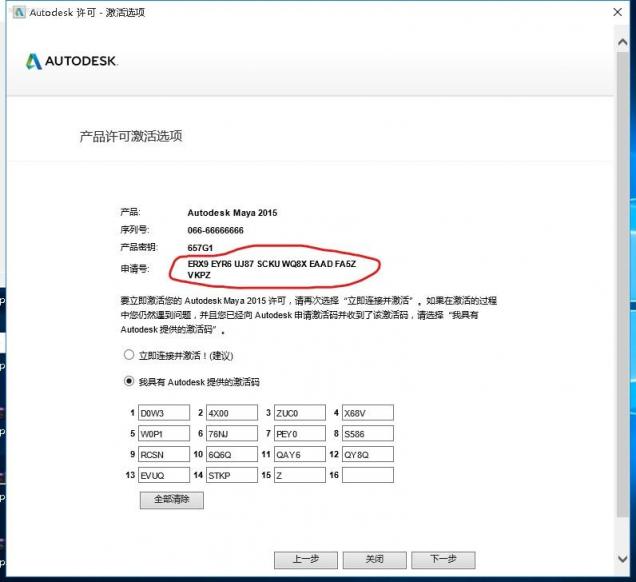 Autodesk 许可 - 激活选项
AUTODESK.
产品许可激活选项
产品: Autodesk Maya 2015
序列号: 066-66666666
产品密钥: 657G1
申请号: ERX9 EYR6 UJ87 SCKU WQ8X EAAD FA5Z
VKPZ
要立即激活您的 Autodesk Maya 2015 许可，请再次选择“立即连接并激活”。如果在激活的过程
中您仍然遇到问题，并且您已经向 Autodesk 申请激活码并收到了该激活码，请选择“我具有
Autodesk 提供的激活码”。
立即连接并激活！(建议)
我具有 Autodesk 提供的激活码
1 D0W3 2 4X00 3 ZUC0 4 X68V
5 W0P1 6 76NJ 7 PEY0 8 S586
9 RCSN 10 6Q6Q 11 QAY6 12 QY8Q
13 EVUQ 14 STKP 15 Z 16
全部清除
上一步 关闭 下一步